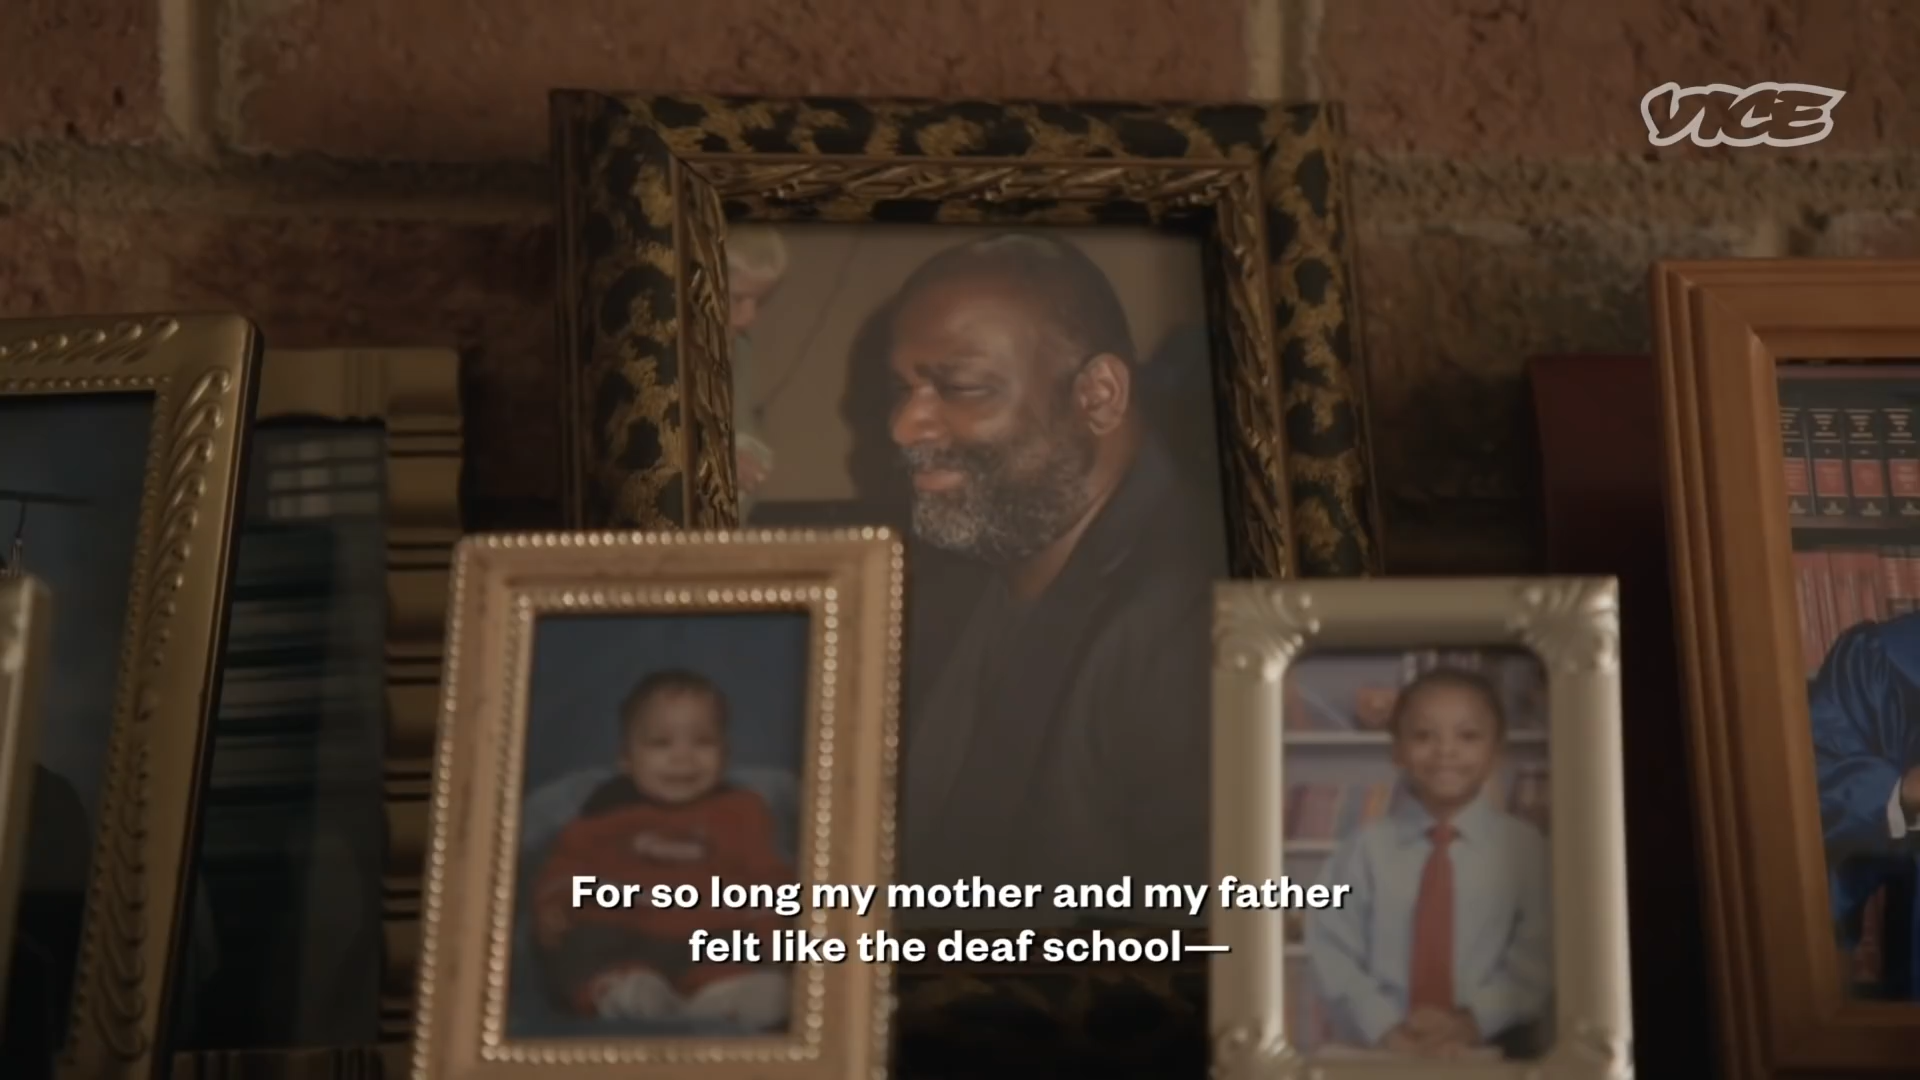 VICE
For so long my mother and my father
felt like the deaf school—